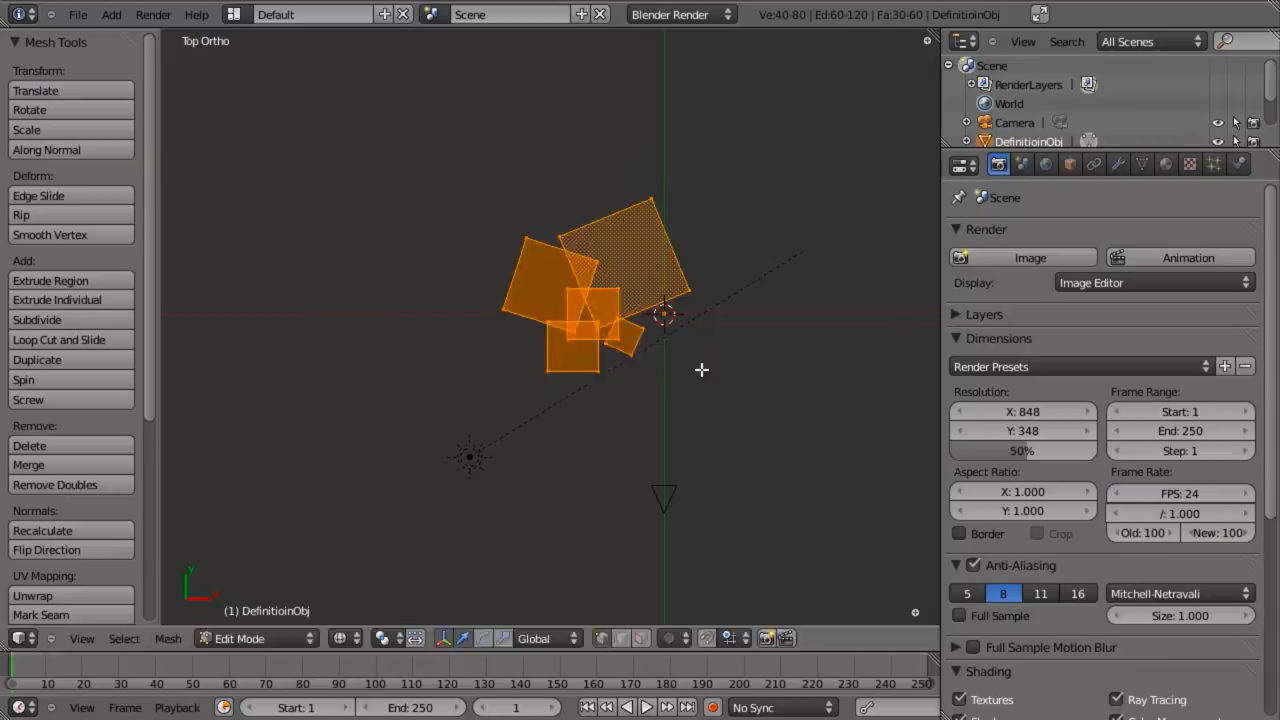 File Add Render Help Default Scene Blender Render Ve:40-80 | Ed:60-120 | Fa:30-60 | DefinitioinObj
Mesh Tools
Transform:
Translate
Rotate
Scale
Along Normal
Deform:
Edge Slide
Rip
Smooth Vertex
Add:
Extrude Region
Extrude Individual
Subdivide
Loop Cut and Slide
Duplicate
Spin
Screw
Remove:
Delete
Merge
Remove Doubles
Normals:
Recalculate
Flip Direction
UV Mapping:
Unwrap
Mark Seam
Top Ortho
(1) DefinitioinObj
View Select Mesh Edit Mode Global
10 20 30 40 50 60 70 80 90 100 110 120 130 140 150 160 170 180 190 200 210 220 230 240 250
View Frame Playback Start: 1 End: 250 1 No Sync
View Search All Scenes
Scene
RenderLayers |
World
Camera |
DefinitioinObj
Scene
Render
Image Animation
Display: Image Editor
Layers
Dimensions
Render Presets
Resolution: Frame Range:
X: 848 Start: 1
Y: 348 End: 250
50% Step: 1
Aspect Ratio: Frame Rate:
X: 1.000 FPS: 24
Y: 1.000 /: 1.000
Border Crop Old: 100 New: 100
Anti-Aliasing
5 8 11 16 Mitchell-Netravali
Full Sample Size: 1.000
Full Sample Motion Blur
Shading
Textures Ray Tracing